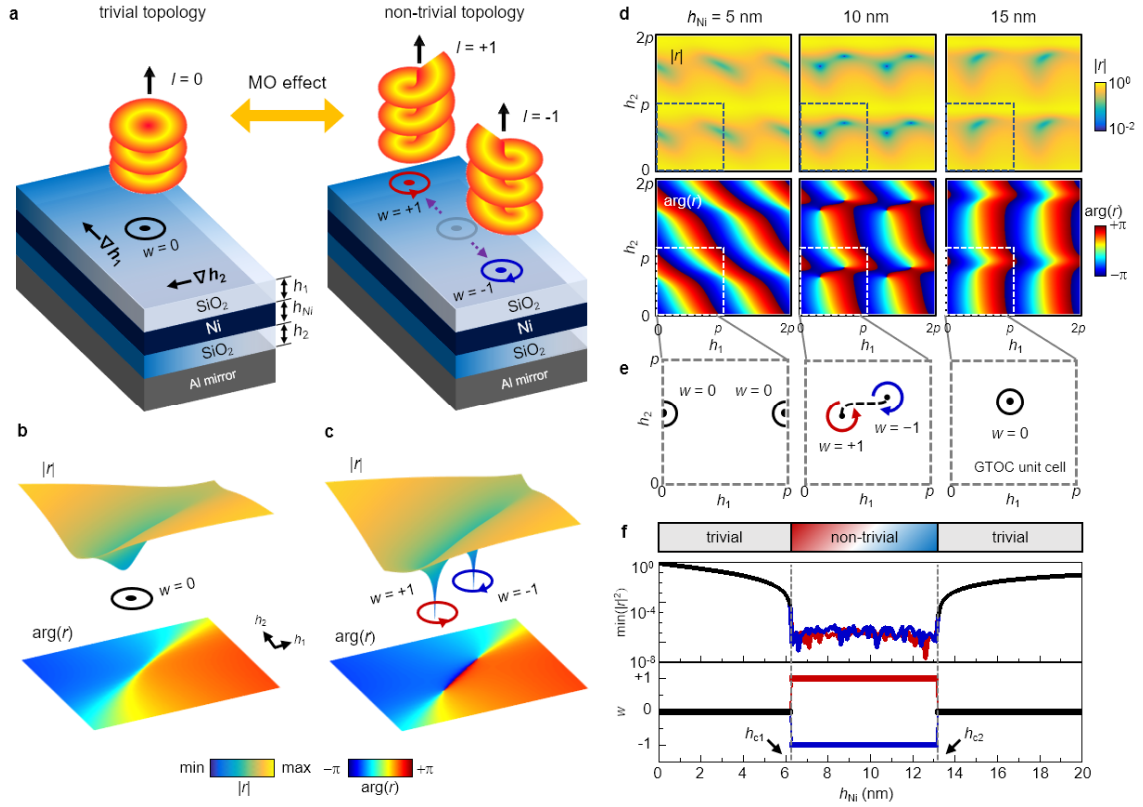 a
trivial topology
non-trivial topology
l = 0
MO effect
l = +1
l = -1
∇h1
w = 0
∇h2
w = +1
w = -1
h1
hNi
h2
SiO2
Ni
SiO2
Al mirror
SiO2
Ni
SiO2
Al mirror
b
|r|
w = 0
arg(r)
h2
h1
c
|r|
w = +1
w = -1
arg(r)
min
max
|r|
−π
+π
arg(r)
d
hNi = 5 nm
10 nm
15 nm
2p
|r|
h2
p
0
|r|
10^0
10^-2
2p
arg(r)
h2
p
0
arg(r)
+π
−π
0
p
2p
0
p
2p
0
p
2p
h1
h1
h1
e
p
w = 0
w = 0
h2
0
0
h1
p
w = +1
w = −1
0
h1
p
w = 0
GTOC unit cell
0
h1
p
f
trivial
non-trivial
trivial
min(|r|^2)
10^0
10^-4
10^-8
w
+1
0
-1
hc1
hc2
0
2
4
6
8
10
12
14
16
18
20
hNi (nm)